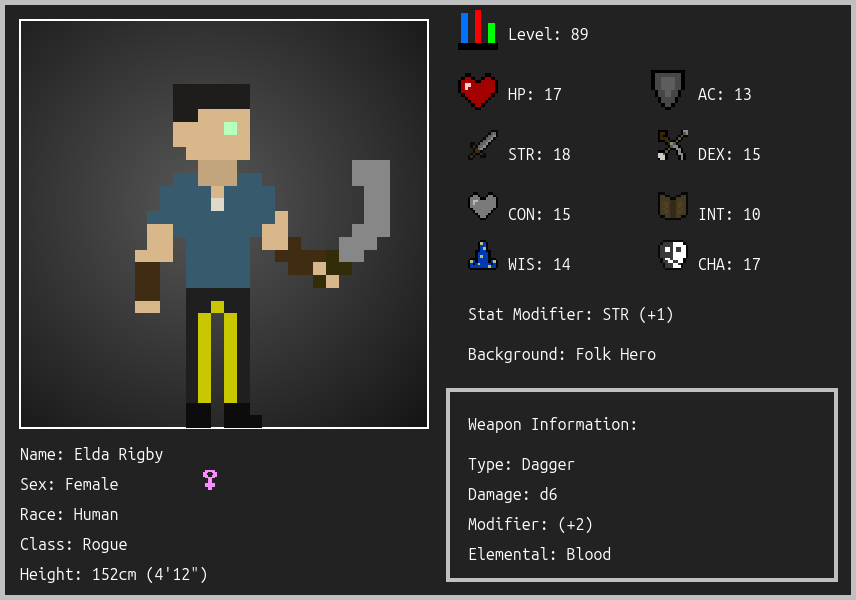 Level: 89
HP: 17
AC: 13
STR: 18
DEX: 15
CON: 15
INT: 10
WIS: 14
CHA: 17
Stat Modifier: STR (+1)
Background: Folk Hero
Weapon Information:
Type: Dagger
Damage: d6
Modifier: (+2)
Elemental: Blood
Name: Elda Rigby
Sex: Female
Race: Human
Class: Rogue
Height: 152cm (4'12")